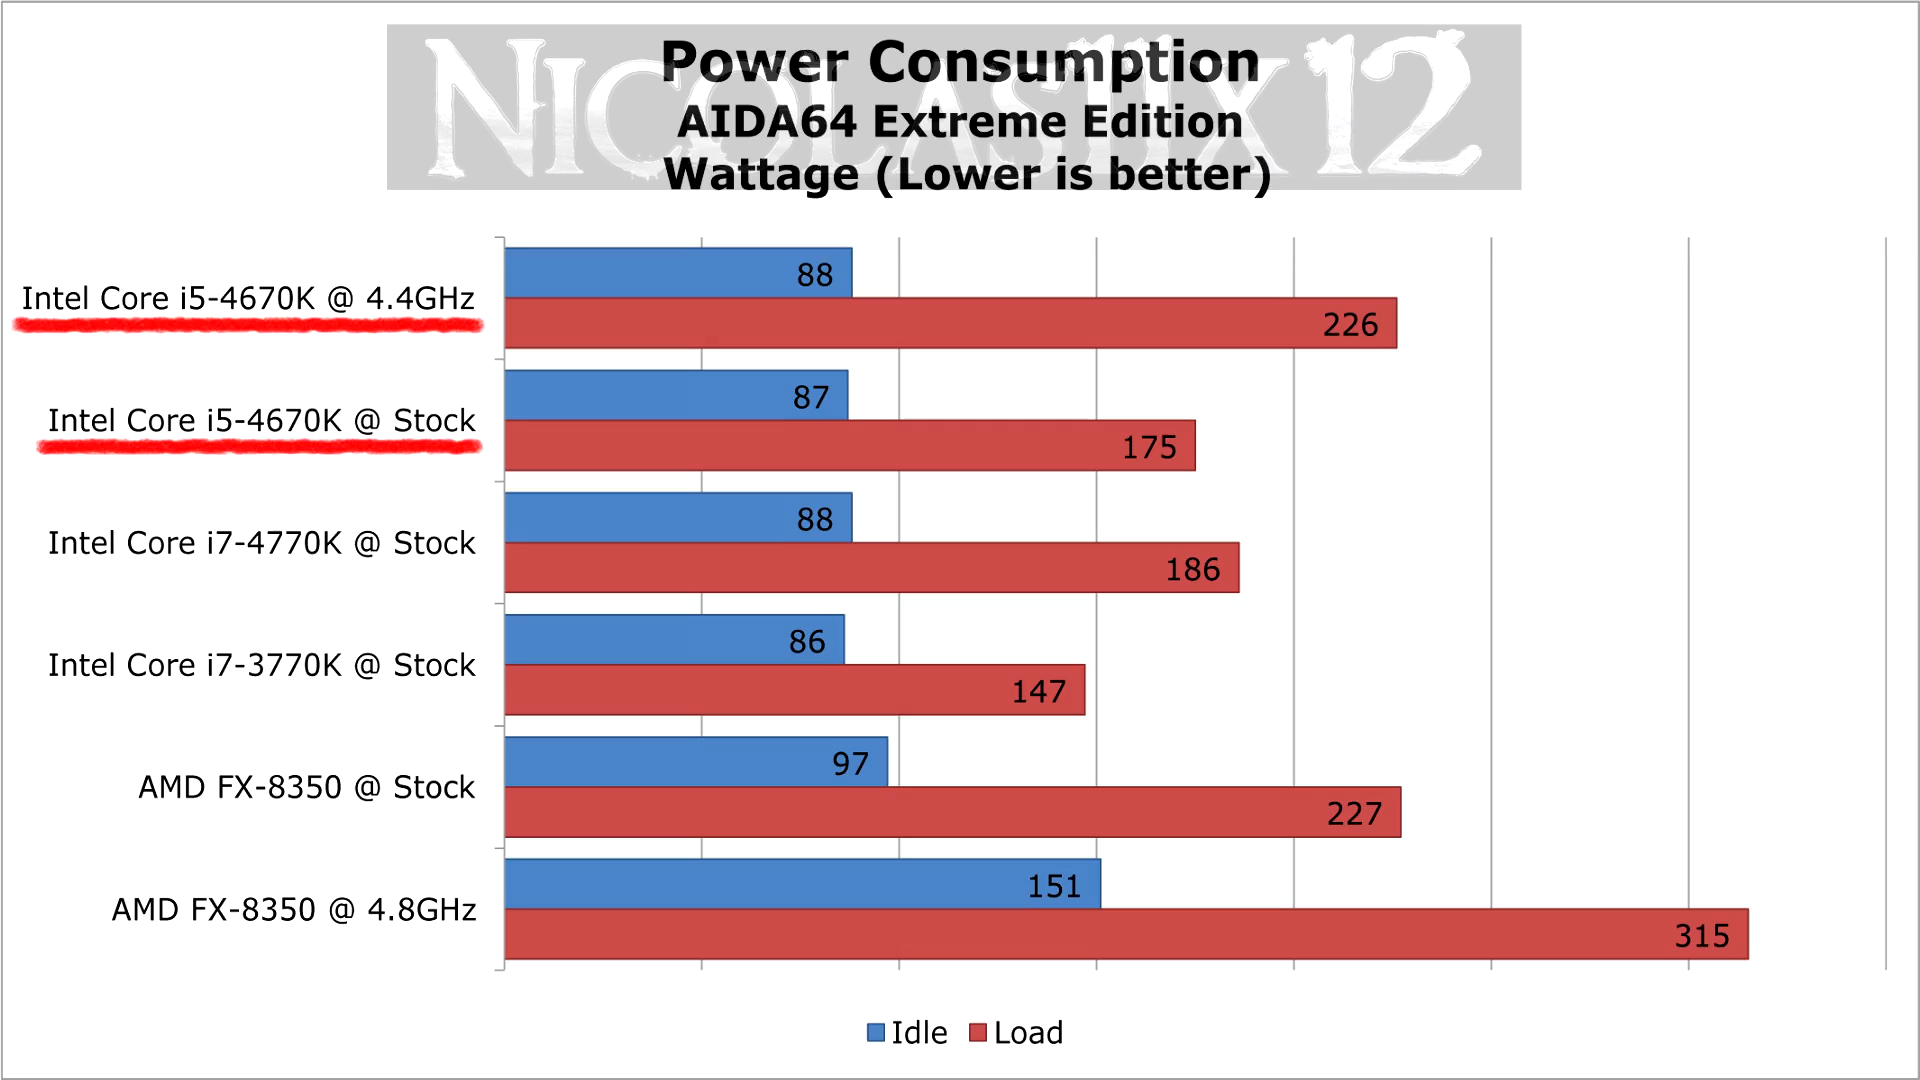 NICOLAS11X12
Power Consumption
AIDA64 Extreme Edition
Wattage (Lower is better)
Intel Core i5-4670K @ 4.4GHz
88
226
Intel Core i5-4670K @ Stock
87
175
Intel Core i7-4770K @ Stock
88
186
Intel Core i7-3770K @ Stock
86
147
AMD FX-8350 @ Stock
97
227
AMD FX-8350 @ 4.8GHz
151
315
Idle Load